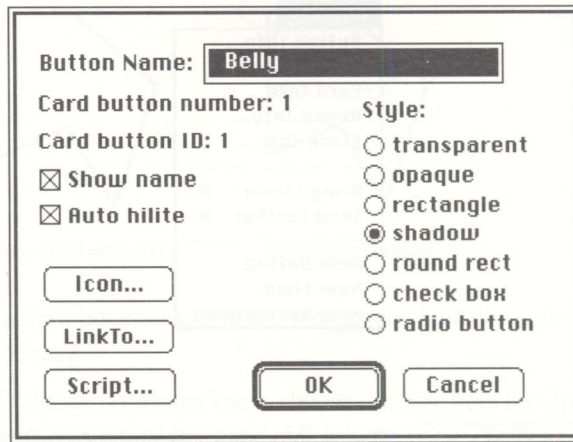 Button Name: Belly
Card button number: 1
Card button ID: 1
Show name
Auto hilite
Icon...
LinkTo...
Script...
Style:
transparent
opaque
rectangle
shadow
round rect
check box
radio button
OK
Cancel